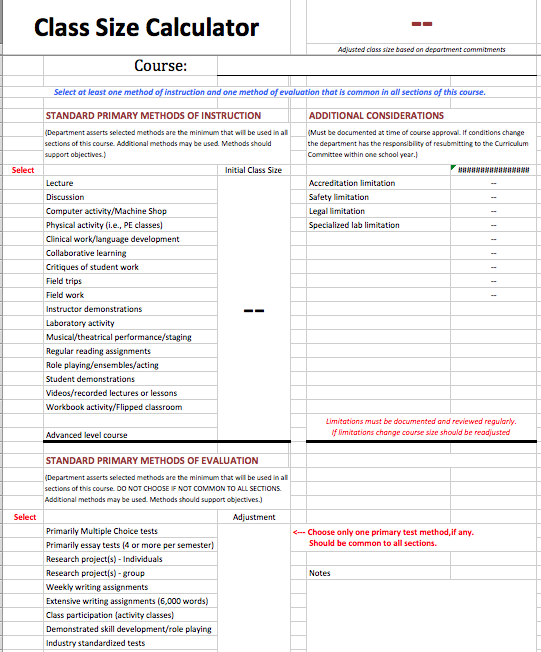 Class Size Calculator
--
Adjusted class size based on department commitments
Course:
Select at least one method of instruction and one method of evaluation that is common in all sections of this course.
STANDARD PRIMARY METHODS OF INSTRUCTION
(Department asserts selected methods are the minimum that will be used in all
sections of this course. Additional methods may be used. Methods should
support objectives.)
ADDITIONAL CONSIDERATIONS
(Must be documented at time of course approval. If conditions change
the department has the responsibility of resubmitting to the Curriculum
Committee within one school year.)
Select
Initial Class Size
################
Lecture
Discussion
Computer activity/Machine Shop
Physical activity (i.e., PE classes)
Clinical work/language development
Collaborative learning
Critiques of student work
Field trips
Field work
Instructor demonstrations
Laboratory activity
Musical/theatrical performance/staging
Regular reading assignments
Role playing/ensembles/acting
Student demonstrations
Videos/recorded lectures or lessons
Workbook activity/Flipped classroom
Advanced level course
--
Accreditation limitation --
Safety limitation --
Legal limitation --
Specialized lab limitation --
--
--
--
--
--
Limitations must be documented and reviewed regularly.
If limitations change course size should be readjusted
STANDARD PRIMARY METHODS OF EVALUATION
(Department asserts selected methods are the minimum that will be used in all
sections of this course. DO NOT CHOOSE IF NOT COMMON TO ALL SECTIONS.
Additional methods may be used. Methods should support objectives.)
Select
Adjustment
Primarily Multiple Choice tests
Primarily essay tests (4 or more per semester)
Research project(s) - Individuals
Research project(s) - group
Weekly writing assignments
Extensive writing assignments (6,000 words)
Class participation (activity classes)
Demonstrated skill development/role playing
Industry standardized tests
<--- Choose only one primary test method,if any.
Should be common to all sections.
Notes